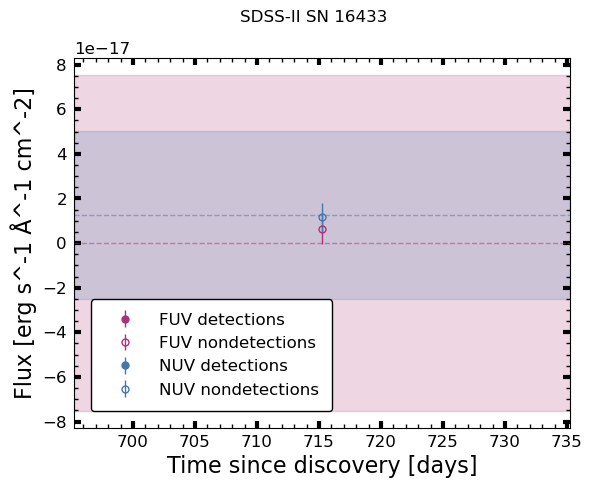 SDSS-II SN 16433
1e−17
8
6
4
2
0
−2
−4
−6
−8
Flux [erg s^-1 Å^-1 cm^-2]
FUV detections
FUV nondetections
NUV detections
NUV nondetections
700 705 710 715 720 725 730 735
Time since discovery [days]